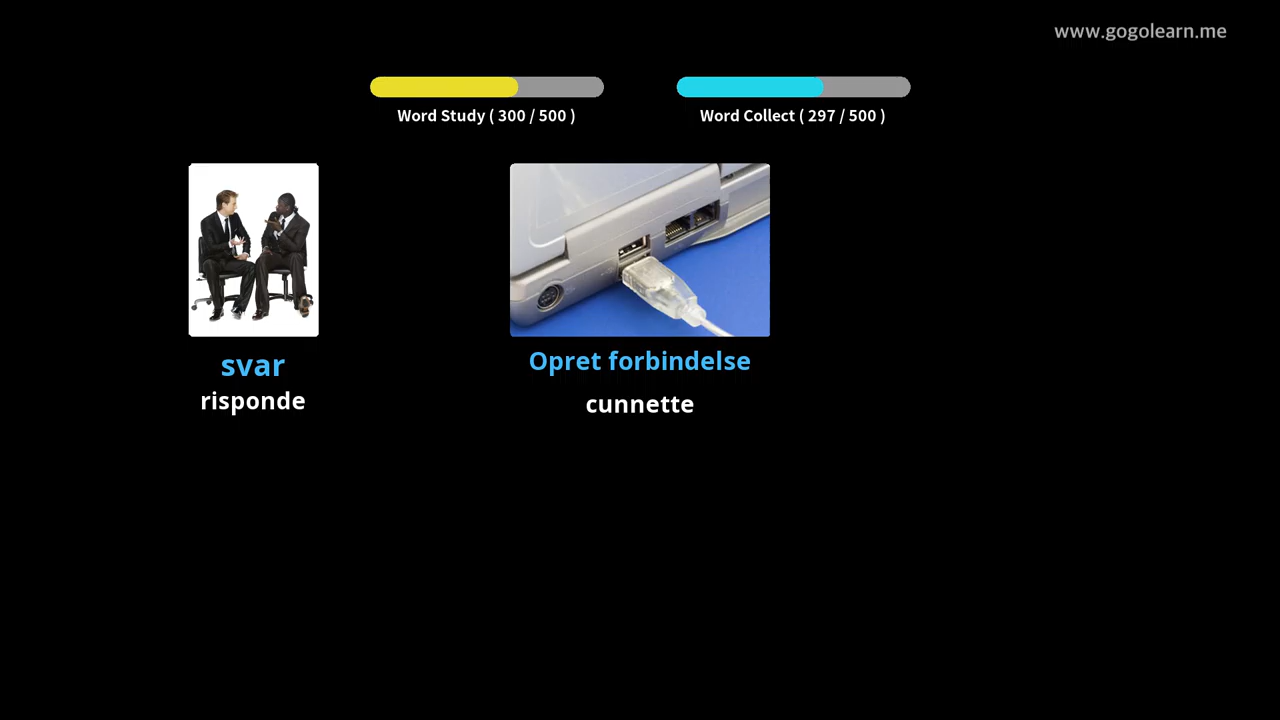 www.gogolearn.me
Word Study ( 300 / 500 )
Word Collect ( 297 / 500 )
svar
risponde
Opret forbindelse
cunnette